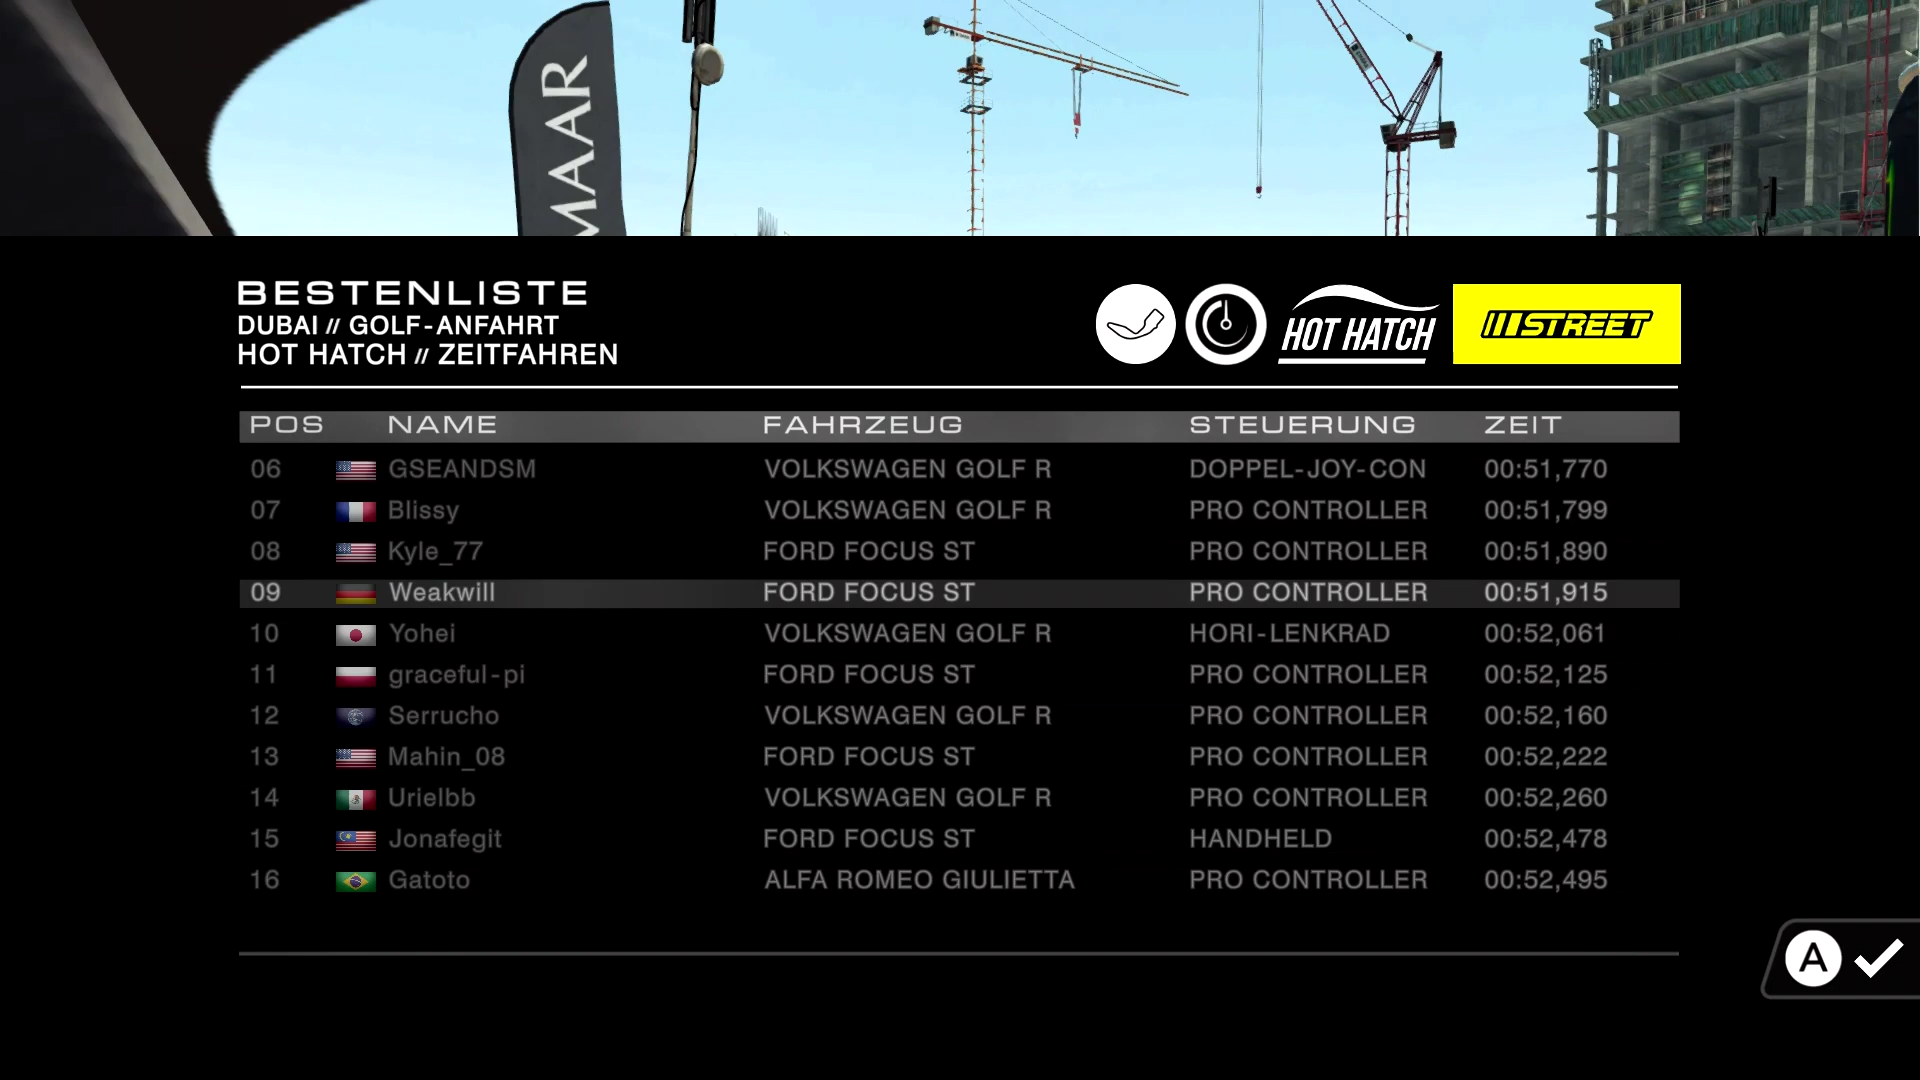 MAAR
BESTENLISTE
DUBAI // GOLF-ANFAHRT
HOT HATCH // ZEITFAHREN
HOT HATCH
STREET
POS NAME FAHRZEUG STEUERUNG ZEIT
06 GSEANDSM VOLKSWAGEN GOLF R DOPPEL-JOY-CON 00:51,770
07 Blissy VOLKSWAGEN GOLF R PRO CONTROLLER 00:51,799
08 Kyle_77 FORD FOCUS ST PRO CONTROLLER 00:51,890
09 Weakwill FORD FOCUS ST PRO CONTROLLER 00:51,915
10 Yohei VOLKSWAGEN GOLF R HORI-LENKRAD 00:52,061
11 graceful-pi FORD FOCUS ST PRO CONTROLLER 00:52,125
12 Serrucho VOLKSWAGEN GOLF R PRO CONTROLLER 00:52,160
13 Mahin_08 FORD FOCUS ST PRO CONTROLLER 00:52,222
14 Urielbb VOLKSWAGEN GOLF R PRO CONTROLLER 00:52,260
15 Jonafegit FORD FOCUS ST HANDHELD 00:52,478
16 Gatoto ALFA ROMEO GIULIETTA PRO CONTROLLER 00:52,495
A